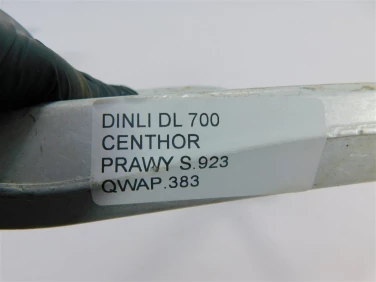 DINLI DL 700
CENTHOR
PRAWY S.923
QWAP.383